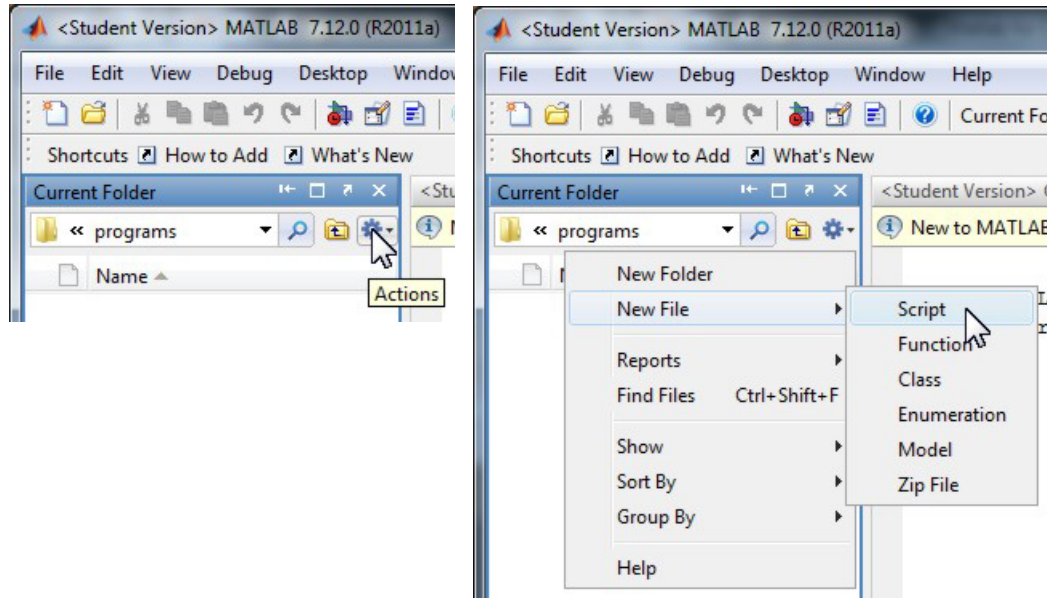 <Student Version> MATLAB 7.12.0 (R2011a)
File Edit View Debug Desktop Window
Shortcuts How to Add What's New
Current Folder
« programs
Name
Actions
<Student Version> MATLAB 7.12.0 (R2011a)
File Edit View Debug Desktop Window Help
Current Fo
Shortcuts How to Add What's New
Current Folder
<Student Version>
« programs
New to MATLAB
New Folder
New File
Reports
Find Files Ctrl+Shift+F
Show
Sort By
Group By
Help
Script
Function
Class
Enumeration
Model
Zip File